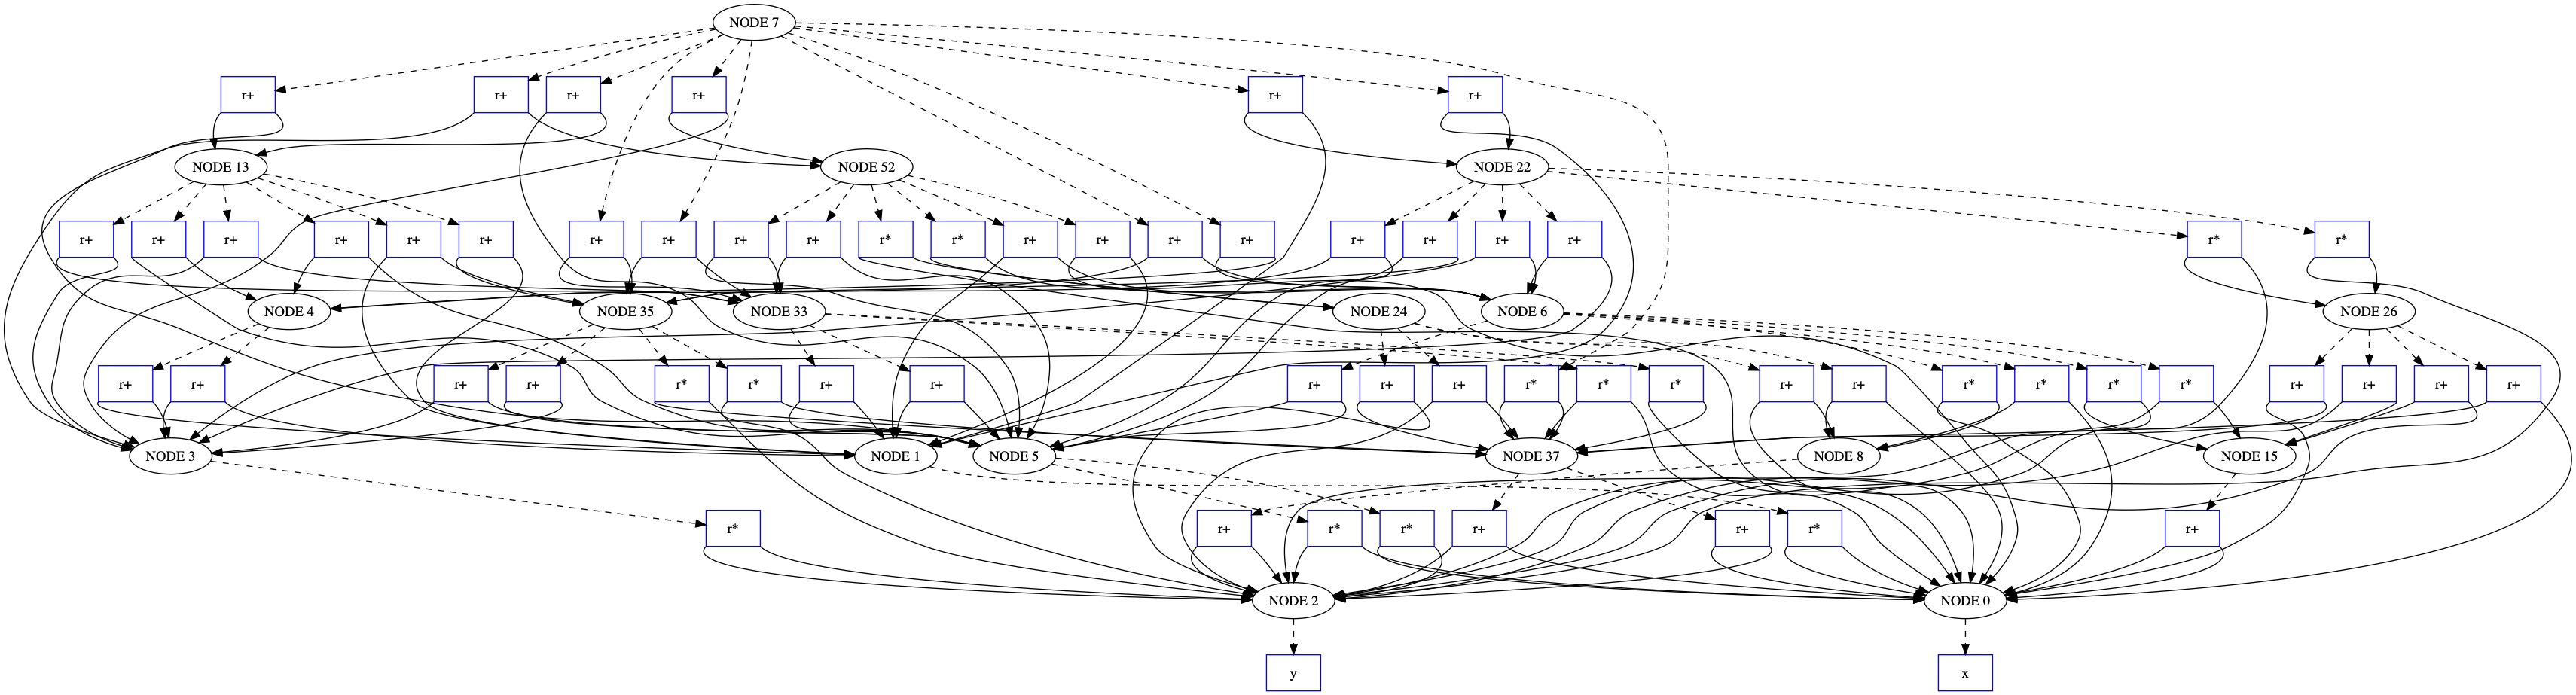 NODE 7
r+ r+ r+ r+ r+ r+
NODE 13 NODE 52 NODE 22
r+ r+ r+ r+ r+ r+ r+ r+ r+ r+ r* r* r+ r+ r+ r+ r+ r+ r+ r+ r* r*
NODE 4 NODE 35 NODE 33 NODE 24 NODE 6 NODE 26
r+ r+ r+ r+ r* r* r+ r+ r+ r+ r+ r* r* r* r+ r+ r* r* r* r* r+ r+ r+ r+
NODE 3 NODE 1 NODE 5 NODE 37 NODE 8 NODE 15
r* r+ r* r* r+ r+ r* r+
NODE 2 NODE 0
y x